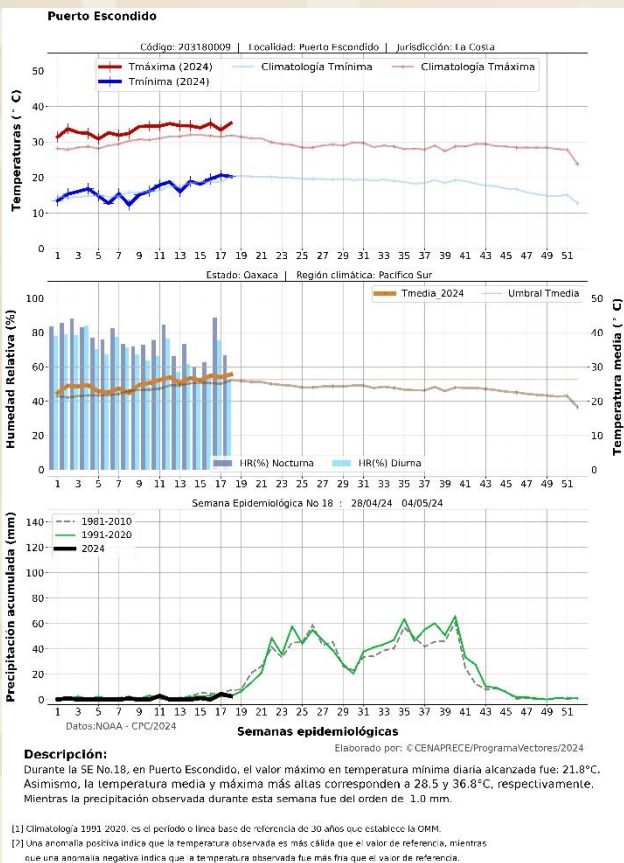 Puerto Escondido
Código: 203180009 | Localidad: Puerto Escondido | Jurisdicción: La Costa
Tmáxima (2024)
Tmínima (2024)
Climatología Tmínima
Climatología Tmáxima
Temperaturas (° C)
50
40
30
20
10
0
1 3 5 7 9 11 13 15 17 19 21 23 25 27 29 31 33 35 37 39 41 43 45 47 49 51
Estado: Oaxaca | Región climática: Pacífico Sur
Tmedia_2024
Umbral Tmedia
Humedad Relativa (%)
100
80
60
40
20
0
Temperatura media (° C)
50
40
30
20
10
0
HR(%) Nocturna
HR(%) Diurna
1 3 5 7 9 11 13 15 17 19 21 23 25 27 29 31 33 35 37 39 41 43 45 47 49 51
Semana Epidemiológica No 18 : 28/04/24 04/05/24
1981-2010
1991-2020
2024
Precipitación acumulada (mm)
140
120
100
80
60
40
20
0
1 3 5 7 9 11 13 15 17 19 21 23 25 27 29 31 33 35 37 39 41 43 45 47 49 51
Datos:NOAA - CPC/2024
Semanas epidemiológicas
Elaborado por: ©CENAPRECE/ProgramaVectores/2024
Descripción:
Durante la SE No.18, en Puerto Escondido, el valor máximo en temperatura mínima diaria alcanzada fue: 21.8°C.
Asimismo, la temperatura media y máxima más altas corresponden a 28.5 y 36.8°C, respectivamente.
Mientras la precipitación observada durante esta semana fue del orden de 1.0 mm.
[1] Climatología 1991-2020, es el período o linea base de referencia de 30 años que establece la OMM.
[2] Una anomalía positiva indica que la temperatura observada es más cálida que el valor de referencia, mientras
que una anomalia negativa indica que la temperatura observada fue más fría que el valor de referencia.